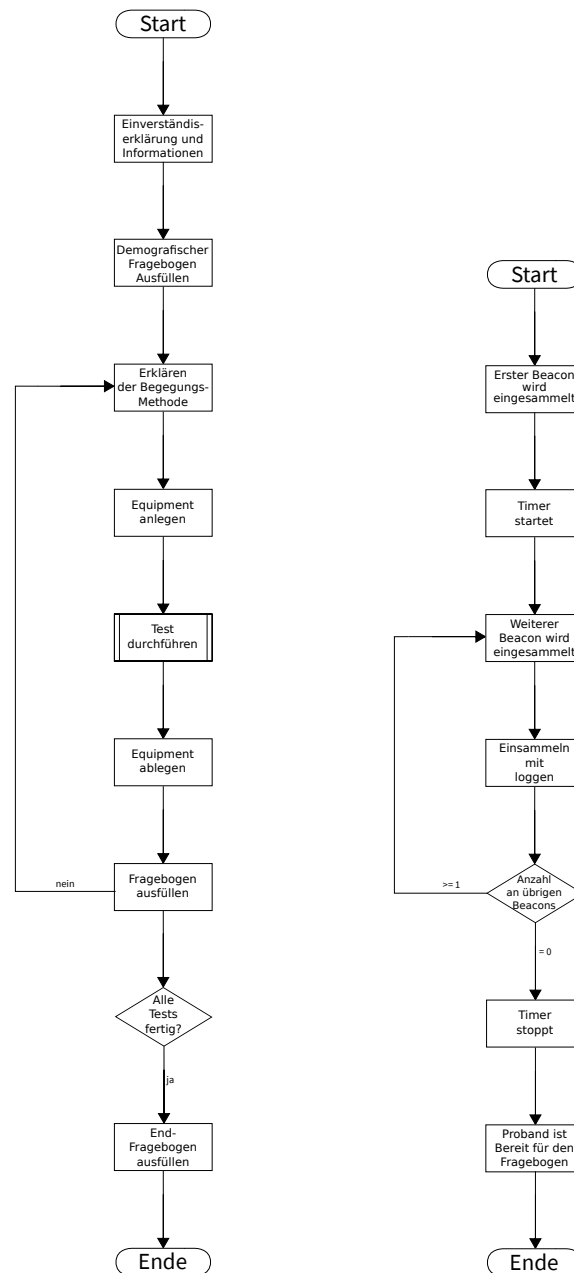 Start
Einverständis-
erklärung und
Informationen
Demografischer
Fragebogen
Ausfüllen
Erklären
der Begegungs-
Methode
Equipment
anlegen
Test
durchführen
Equipment
ablegen
Fragebogen
ausfüllen
nein
Alle
Tests
fertig?
ja
End-
Fragebogen
ausfüllen
Ende
Start
Erster Beacon
wird
eingesammelt
Timer
startet
Weiterer
Beacon wird
eingesammelt
Einsammeln
mit
loggen
Anzahl
an übrigen
Beacons
>= 1
= 0
Timer
stoppt
Proband ist
Bereit für den
Fragebogen
Ende